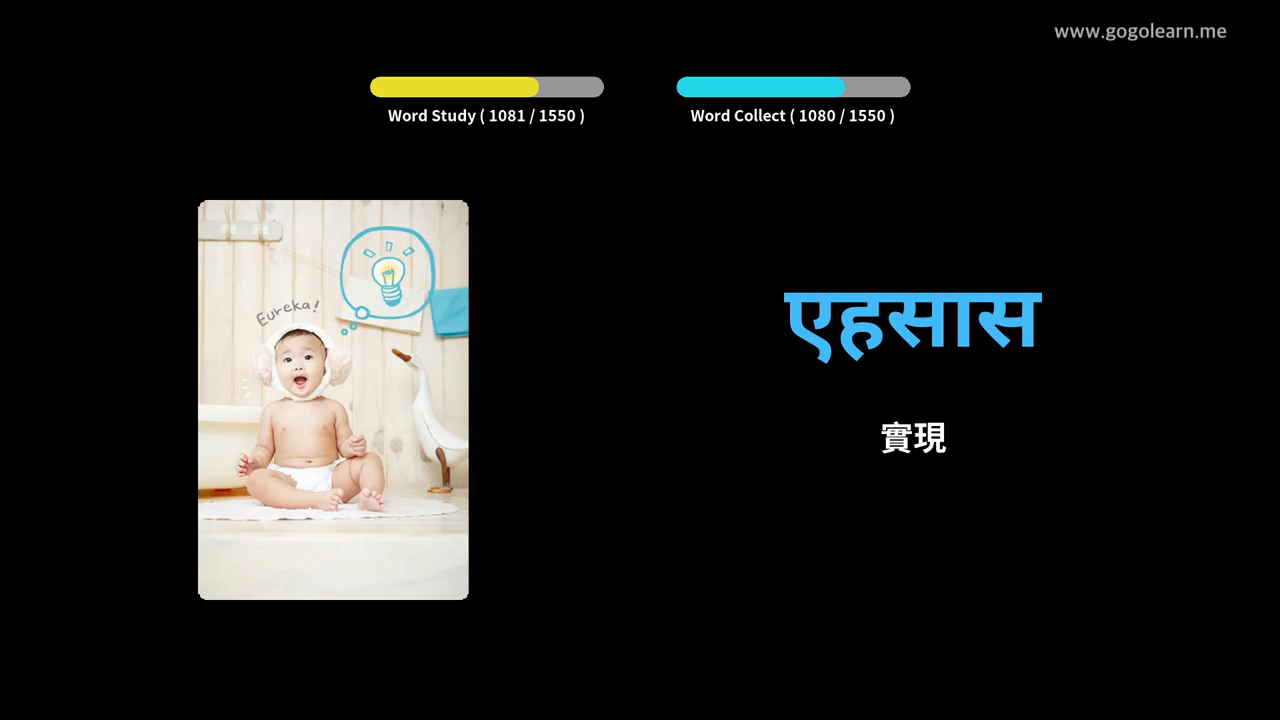 www.gogolearn.me
Word Study ( 1081 / 1550 )
Word Collect ( 1080 / 1550 )
Eureka!
एहसास
實現